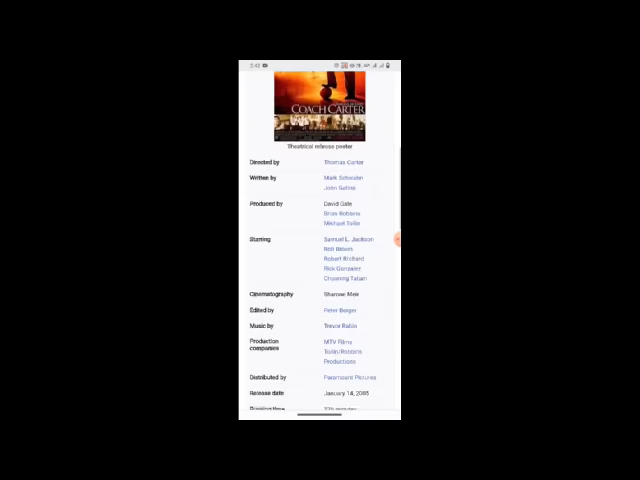 COACH CARTER
Theatrical release poster
Directed by Thomas Carter
Written by Mark Schwahn
John Gatins
Produced by David Gale
Brian Robbins
Michael Tollin
Starring Samuel L. Jackson
Rob Brown
Robert Richard
Rick Gonzalez
Channing Tatum
Cinematography Sharone Meir
Edited by Peter Berger
Music by Trevor Rabin
Production MTV Films
companies Tollin/Robbins
Productions
Distributed by Paramount Pictures
Release date January 14, 2005
Running time